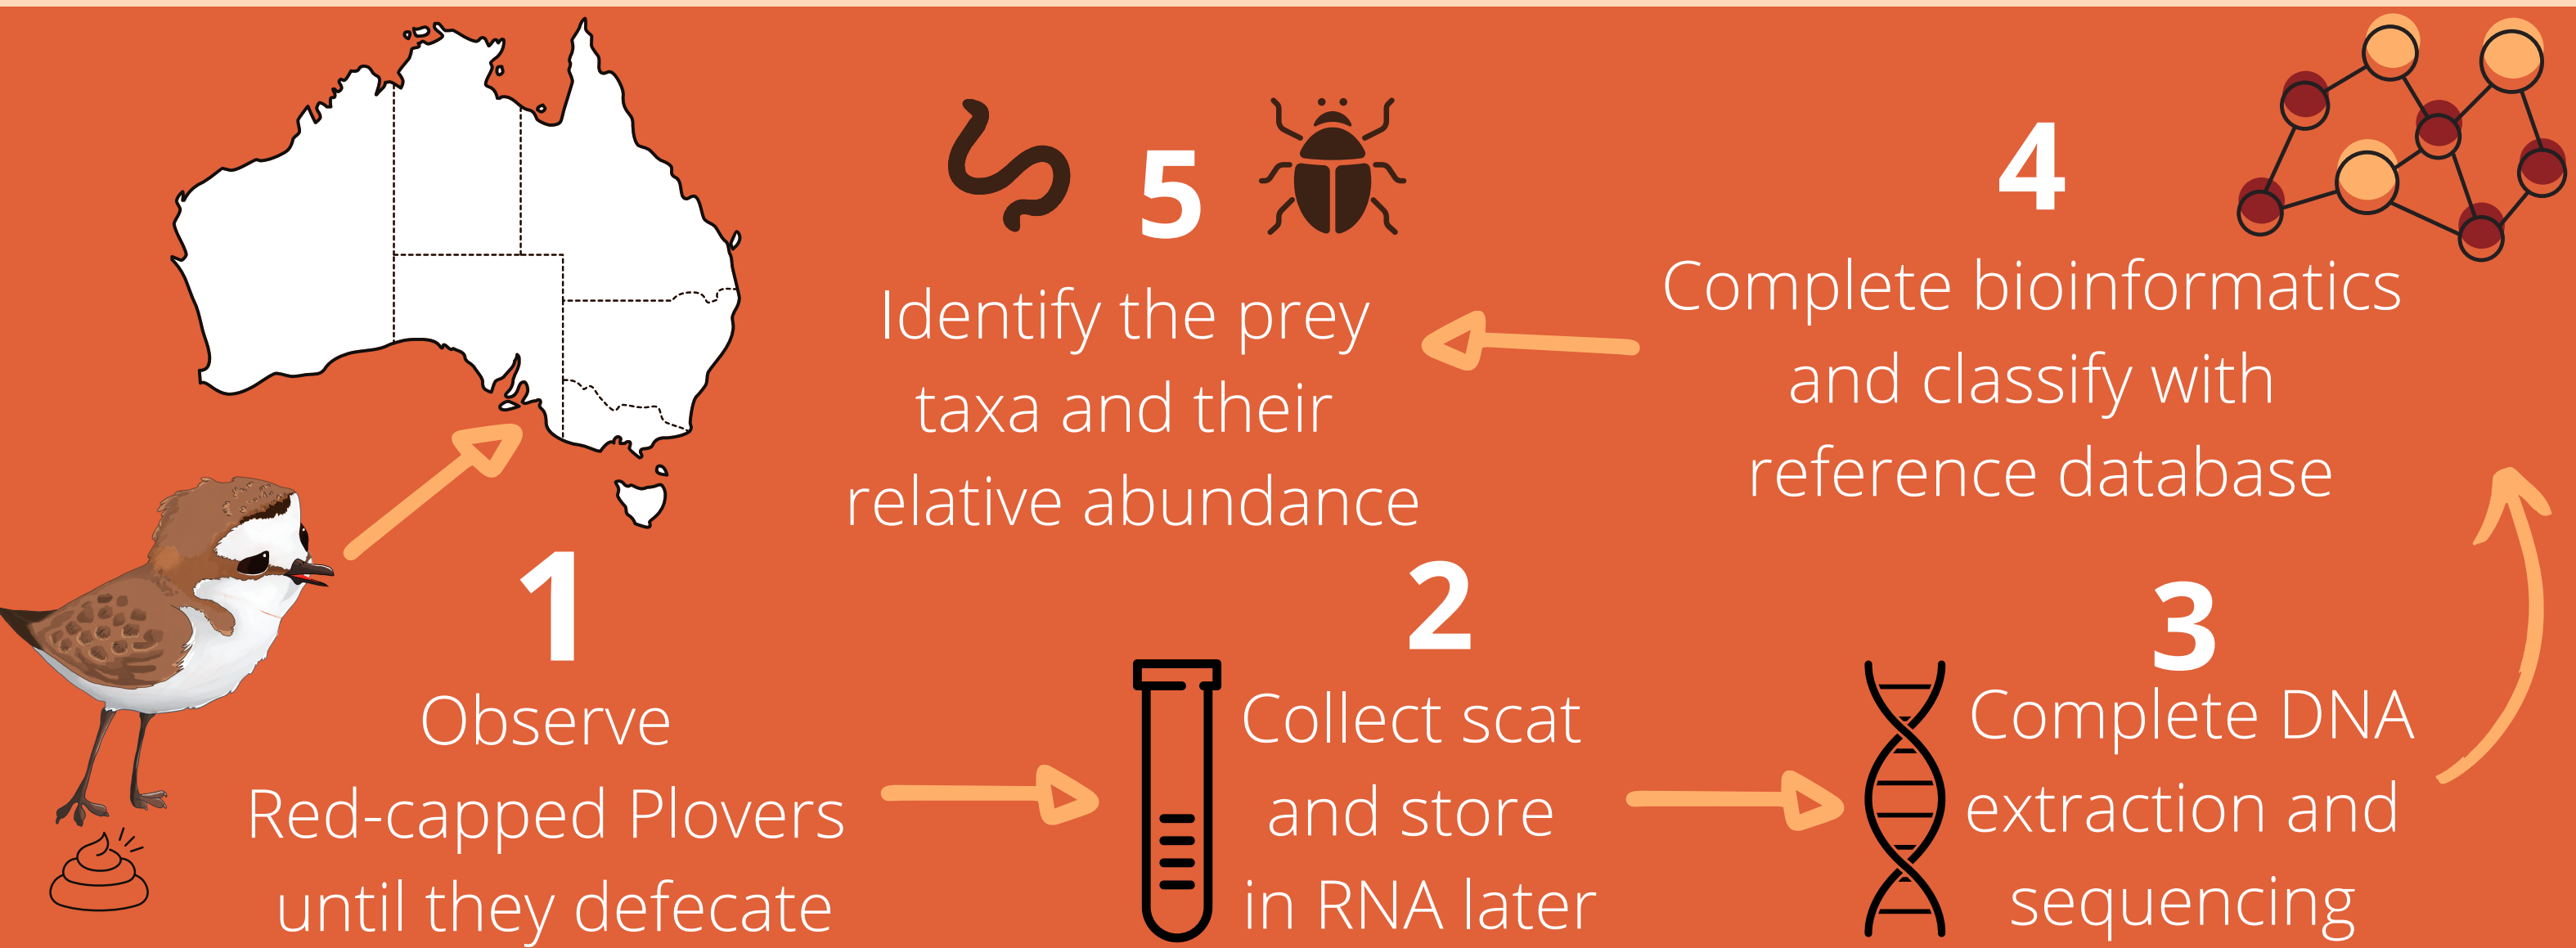 1
Observe
Red-capped Plovers
until they defecate
2
Collect scat
and store
in RNA later
3
Complete DNA
extraction and
sequencing
4
Complete bioinformatics
and classify with
reference database
5
Identify the prey
taxa and their
relative abundance